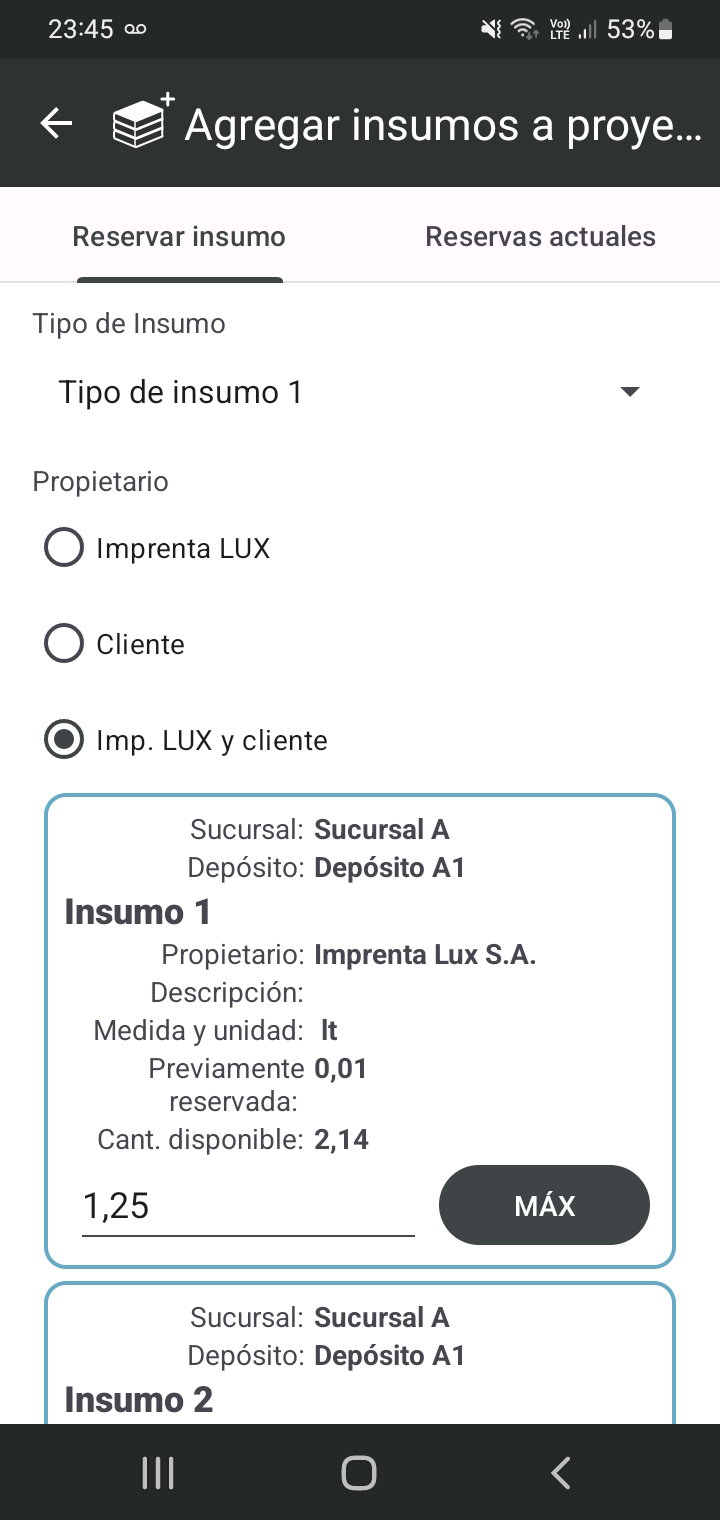 23:45
Vo)) LTE 53%
Agregar insumos a proye...
Reservar insumo Reservas actuales
Tipo de Insumo
Tipo de insumo 1
Propietario
Imprenta LUX
Cliente
Imp. LUX y cliente
Sucursal: Sucursal A
Depósito: Depósito A1
Insumo 1
Propietario: Imprenta Lux S.A.
Descripción:
Medida y unidad: lt
Previamente 0,01
reservada:
Cant. disponible: 2,14
1,25 MÁX
Sucursal: Sucursal A
Depósito: Depósito A1
Insumo 2